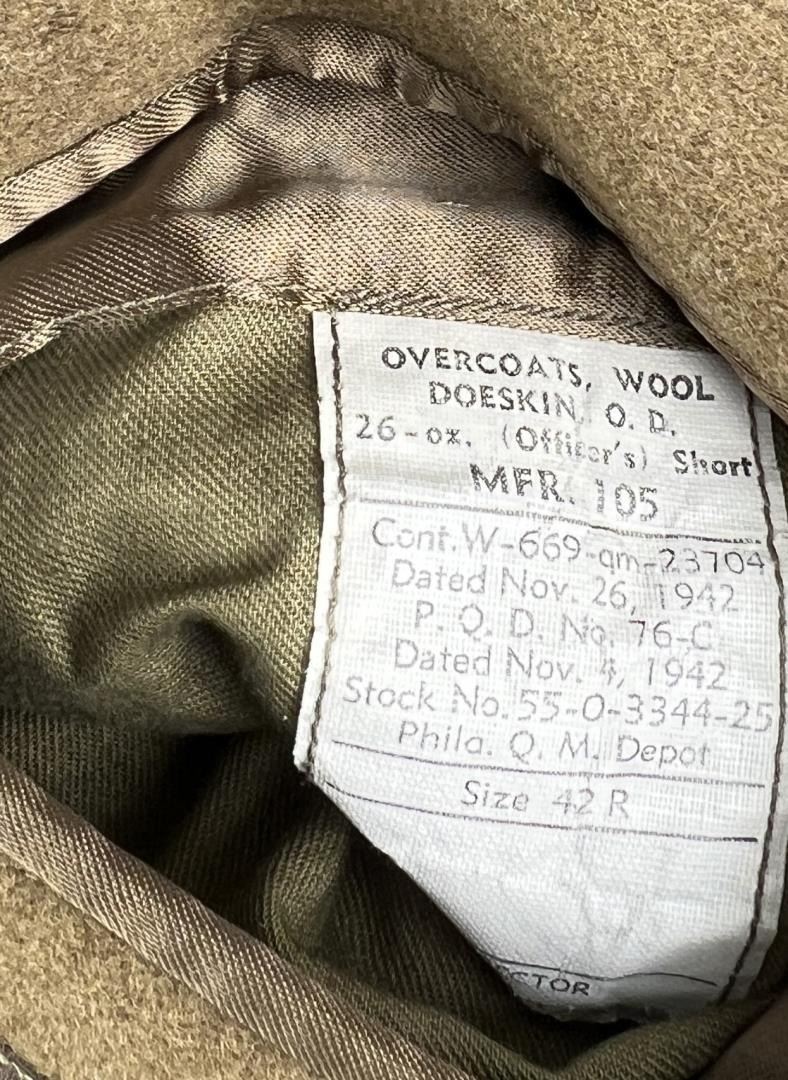 OVERCOATS, WOOL
DOESKIN, O. D.
26-oz. (Officer's) Short
MFR. 105
Cont. W-669-qm-23704
Dated Nov. 26, 1942
P. Q. D. No. 76-C
Dated Nov. 4, 1942
Stock No. 55-O-3344-25
Phila. Q. M. Depot
Size 42 R
CTOR